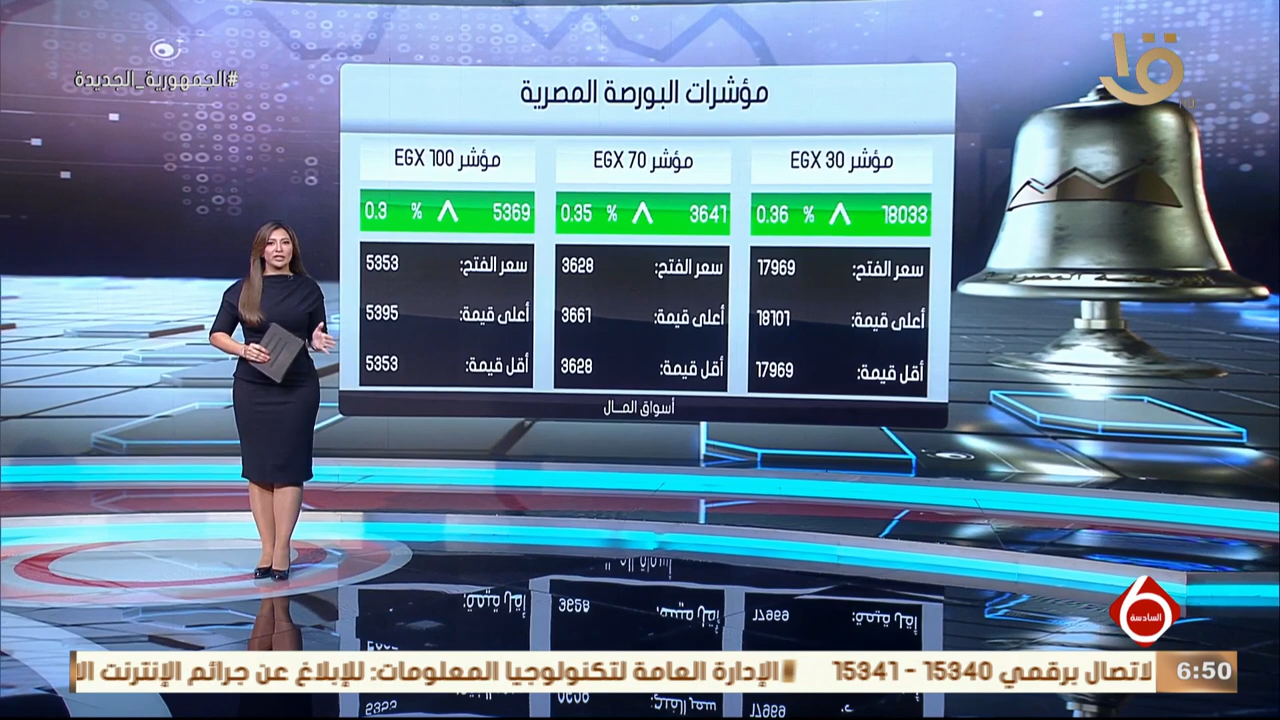 #الجمهورية_الجديدة
مؤشرات البورصة المصرية
مؤشر EGX 30
18033 % 0.36
سعر الفتح: 17969
أعلى قيمة: 18101
أقل قيمة: 17969
مؤشر EGX 70
3641 % 0.35
سعر الفتح: 3628
أعلى قيمة: 3661
أقل قيمة: 3628
مؤشر EGX 100
5369 % 0.3
سعر الفتح: 5353
أعلى قيمة: 5395
أقل قيمة: 5353
أسواق المـــال
السادسة
6:50
لاتصال برقمي 15340 - 15341
الإدارة العامة لتكنولوجيا المعلومات: للإبلاغ عن جرائم الإنترنت الا